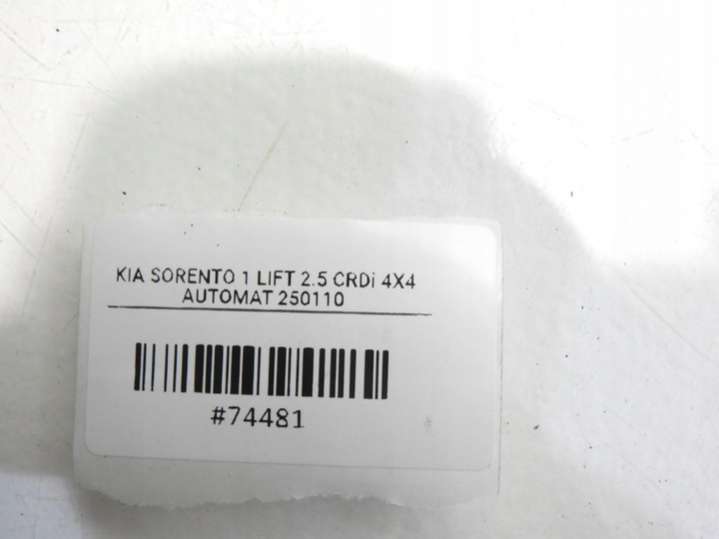 KIA SORENTO 1 LIFT 2.5 CRDi 4X4
AUTOMAT 250110
#74481